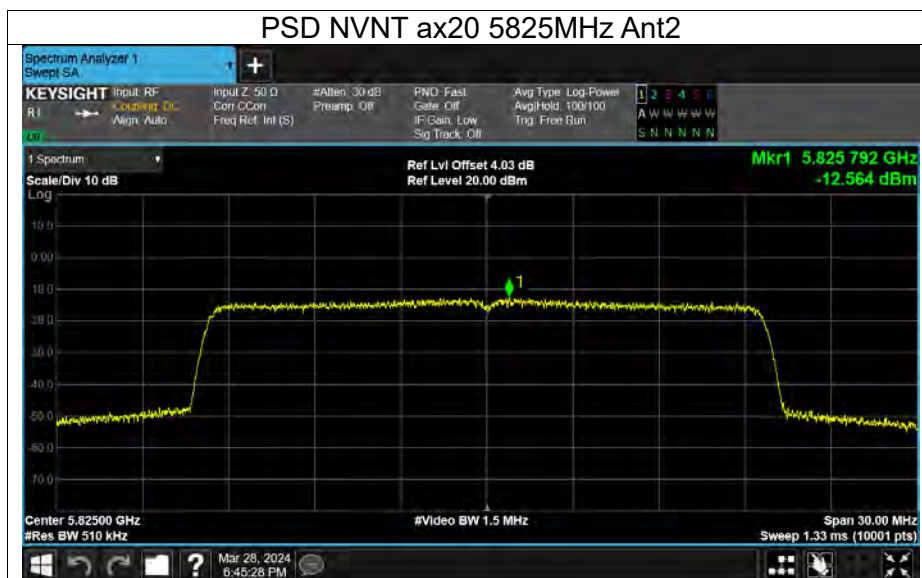 PSD NVNT ax20 5825MHz Ant2
Spectrum Analyzer 1
Swept SA
+
KEYSIGHT Input: RF Input Z: 50 Ω #Atten: 30 dB PNO: Fast Avg Type: Log-Power 1 2 3 4 5 6
Coupling: DC Corr CCorr Preamp: Off Gate: Off Avg|Hold: 100/100 A W W W W W
Align: Auto Freq Ref: Int (S) IF Gain: Low Trig: Free Run
Sig Track: Off S N N N N N
1 Spectrum
Scale/Div 10 dB
Ref Lvl Offset 4.03 dB
Ref Level 20.00 dBm
Mkr1 5.825 792 GHz
-12.564 dBm
Log
10.0
0.00
1
-10.0
-20.0
-30.0
-40.0
-50.0
-60.0
-70.0
Center 5.82500 GHz #Video BW 1.5 MHz Span 30.00 MHz
#Res BW 510 kHz Sweep 1.33 ms (10001 pts)
? Mar 28, 2024
6:45:28 PM